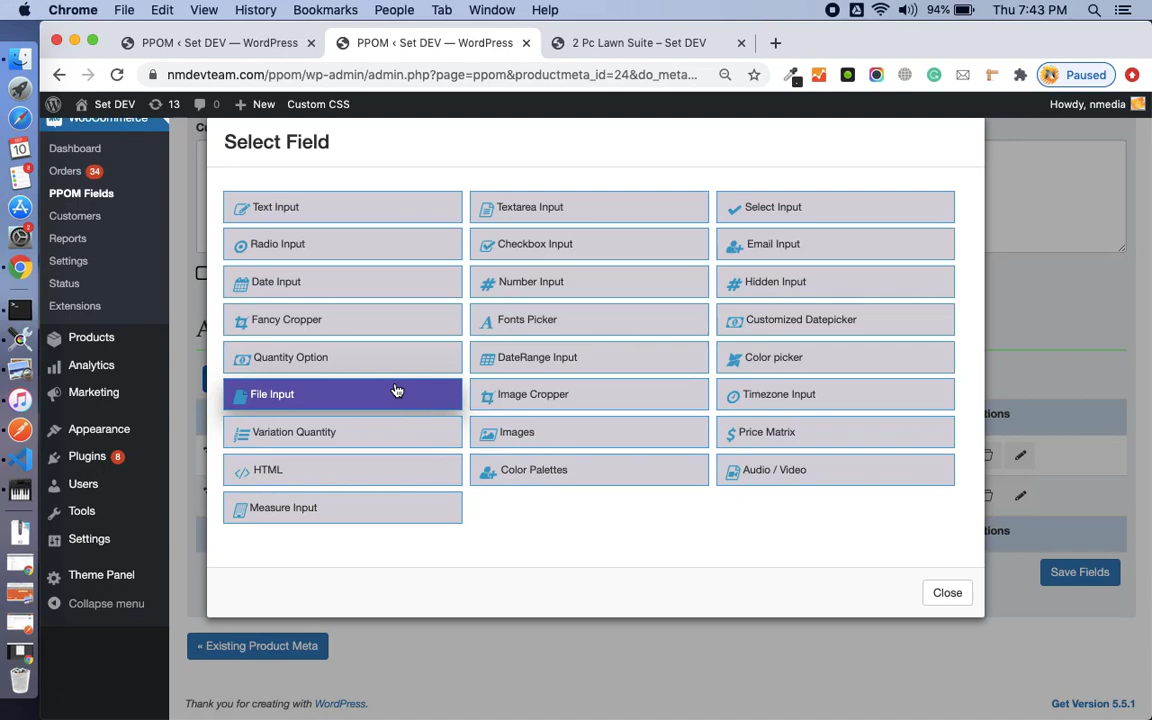 Chrome File Edit View History Bookmarks People Tab Window Help 94% Thu 7:43 PM
PPOM ‹ Set DEV — WordPress PPOM ‹ Set DEV — WordPress 2 Pc Lawn Suite – Set DEV
nmdevteam.com/ppom/wp-admin/admin.php?page=ppom&productmeta_id=24&do_meta... Paused
Set DEV 13 0 New Custom CSS Howdy, nmedia
WooCommerce
Dashboard
Orders 34
PPOM Fields
Customers
Reports
Settings
Status
Extensions
Products
Analytics
Marketing
Appearance
Plugins 8
Users
Tools
Settings
Theme Panel
Collapse menu
Select Field
Text Input Textarea Input Select Input
Radio Input Checkbox Input Email Input
Date Input Number Input Hidden Input
Fancy Cropper Fonts Picker Customized Datepicker
Quantity Option DateRange Input Color picker
File Input Image Cropper Timezone Input
Variation Quantity Images Price Matrix
HTML Color Palettes Audio / Video
Measure Input
Close
Save Fields
« Existing Product Meta
Thank you for creating with WordPress. Get Version 5.5.1